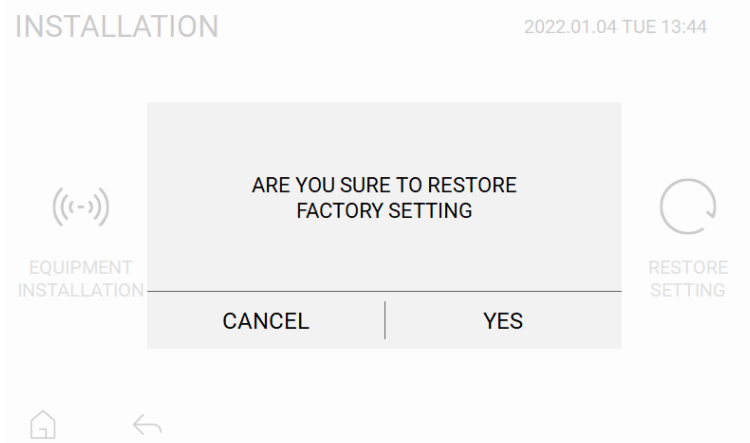 INSTALLATION
2022.01.04 TUE 13:44
ARE YOU SURE TO RESTORE
FACTORY SETTING
EQUIPMENT
INSTALLATION
RESTORE
SETTING
CANCEL
YES